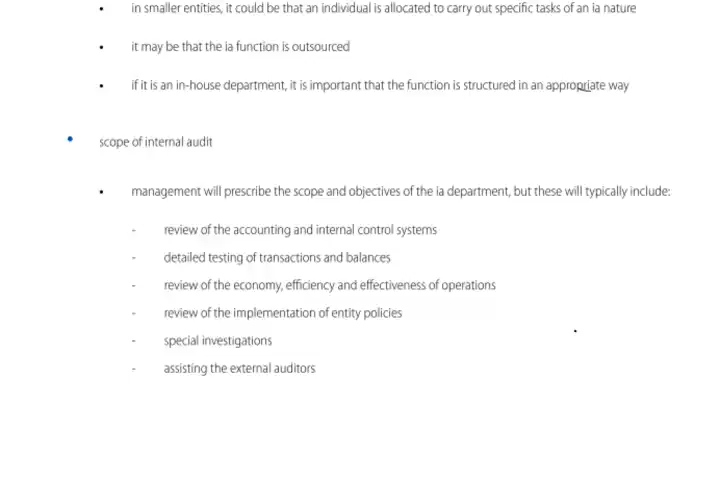 • in smaller entities, it could be that an individual is allocated to carry out specific tasks of an ia nature
• it may be that the ia function is outsourced
• if it is an in-house department, it is important that the function is structured in an appropriate way
• scope of internal audit
• management will prescribe the scope and objectives of the ia department, but these will typically include:
- review of the accounting and internal control systems
- detailed testing of transactions and balances
- review of the economy, efficiency and effectiveness of operations
- review of the implementation of entity policies
- special investigations
- assisting the external auditors